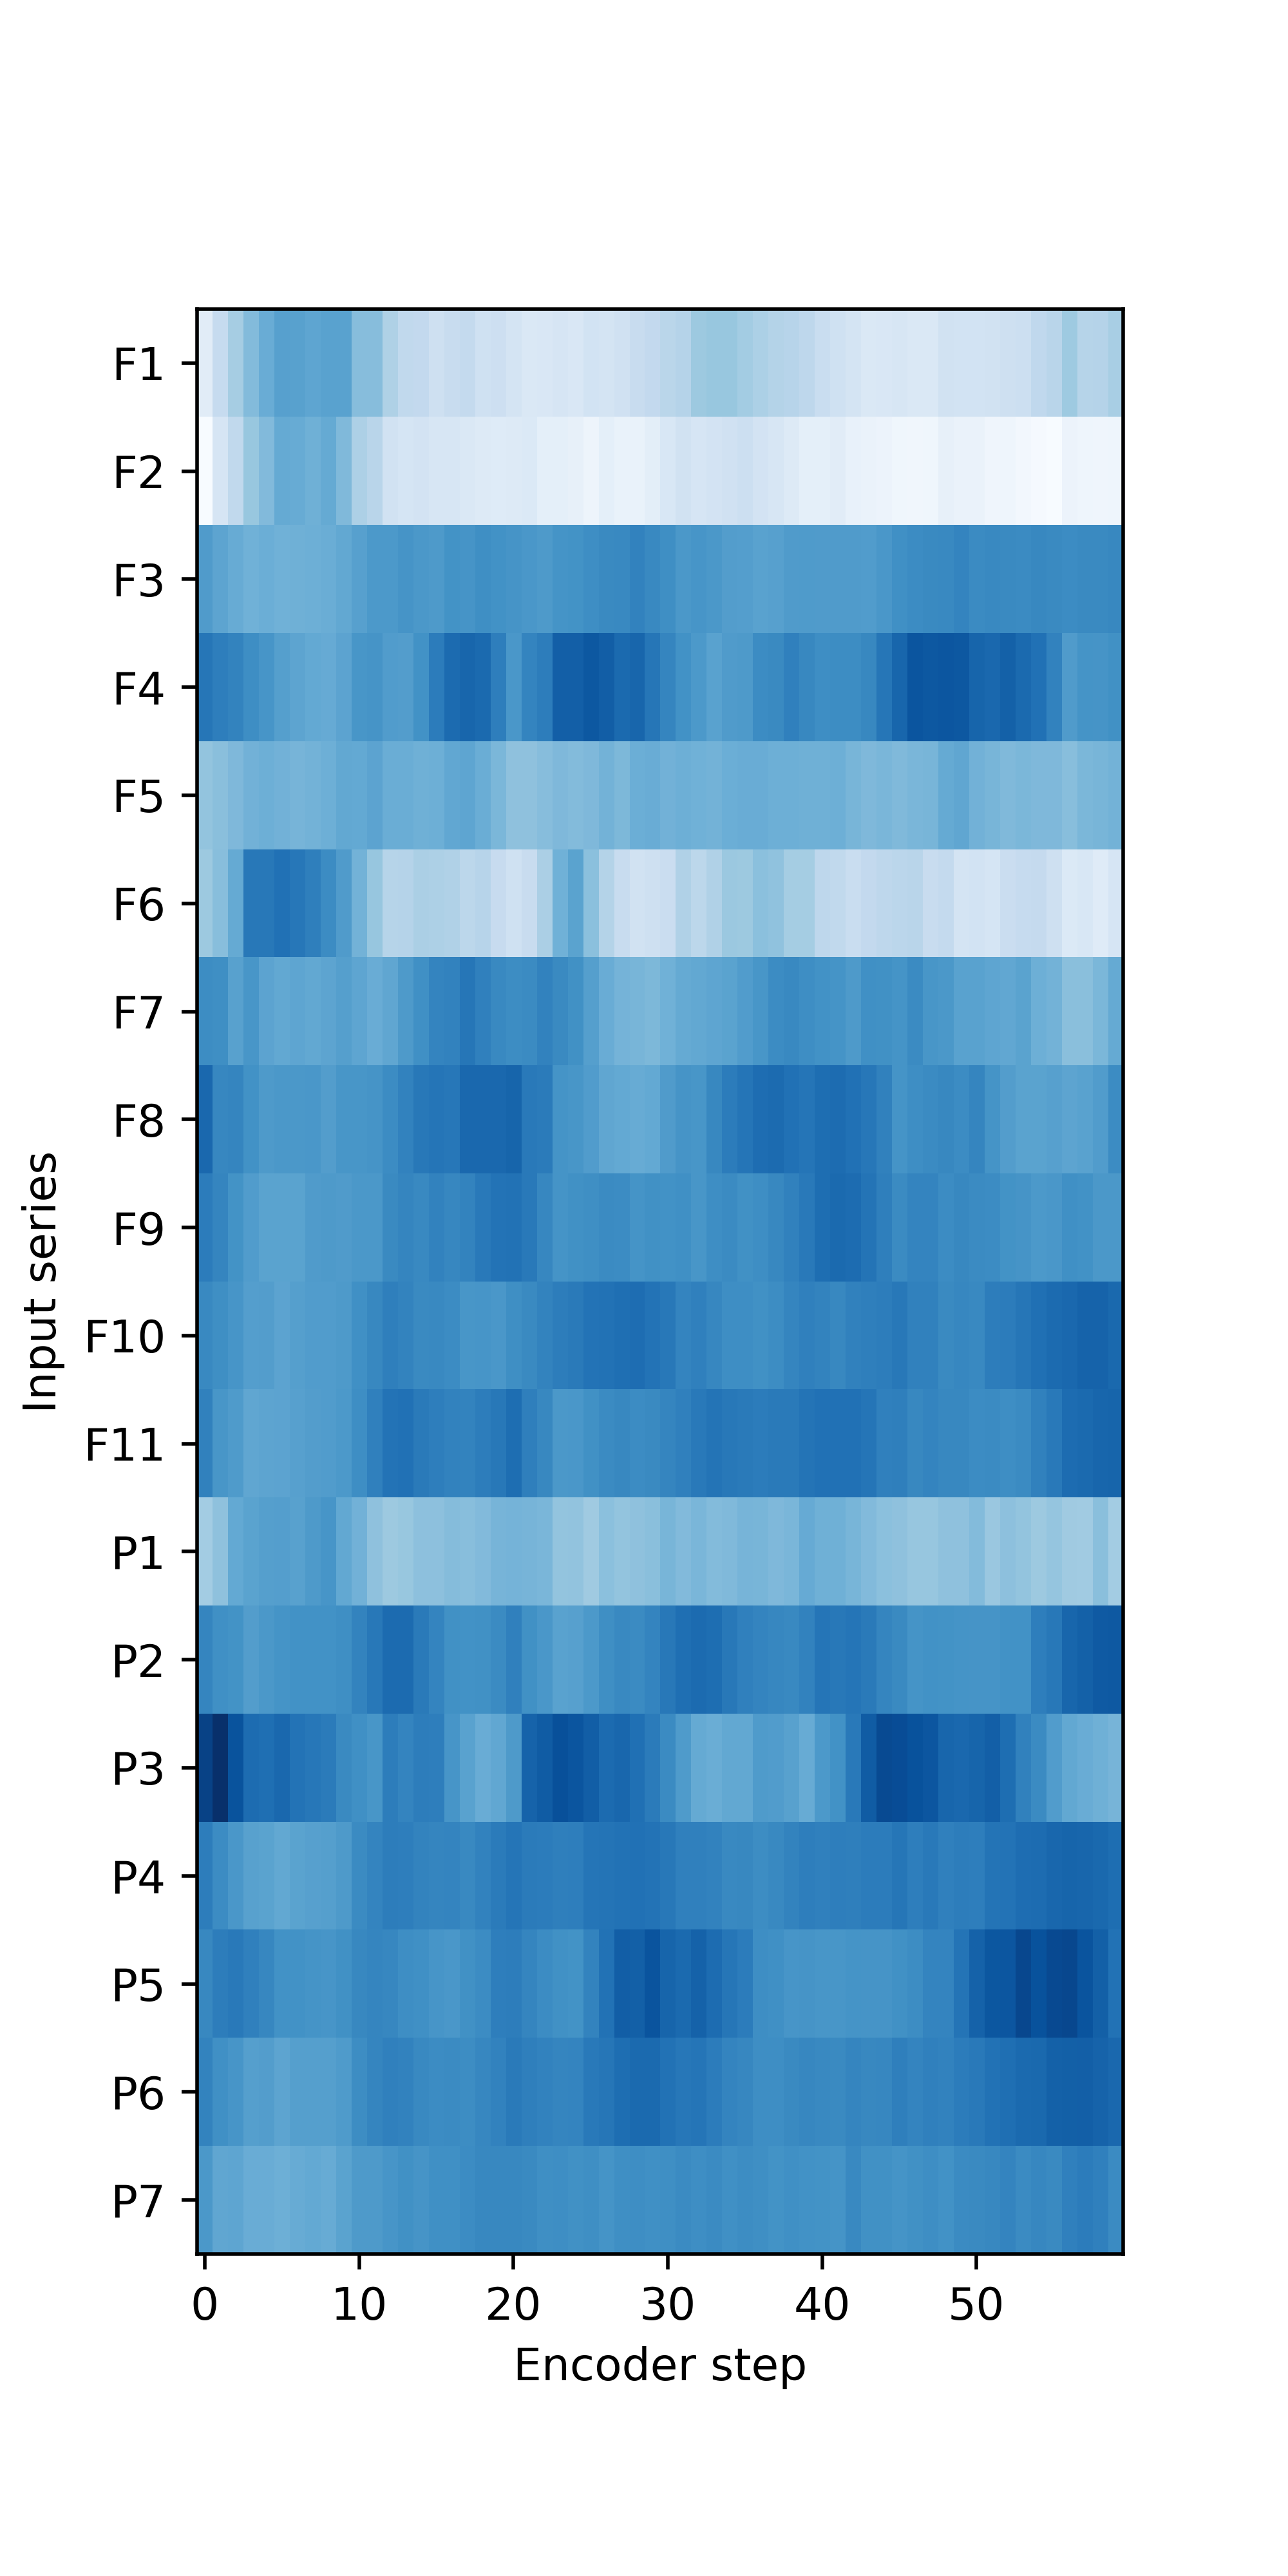 F1
F2
F3
F4
F5
F6
F7
F8
F9
F10
F11
P1
P2
P3
P4
P5
P6
P7
Input series
0 10 20 30 40 50
Encoder step